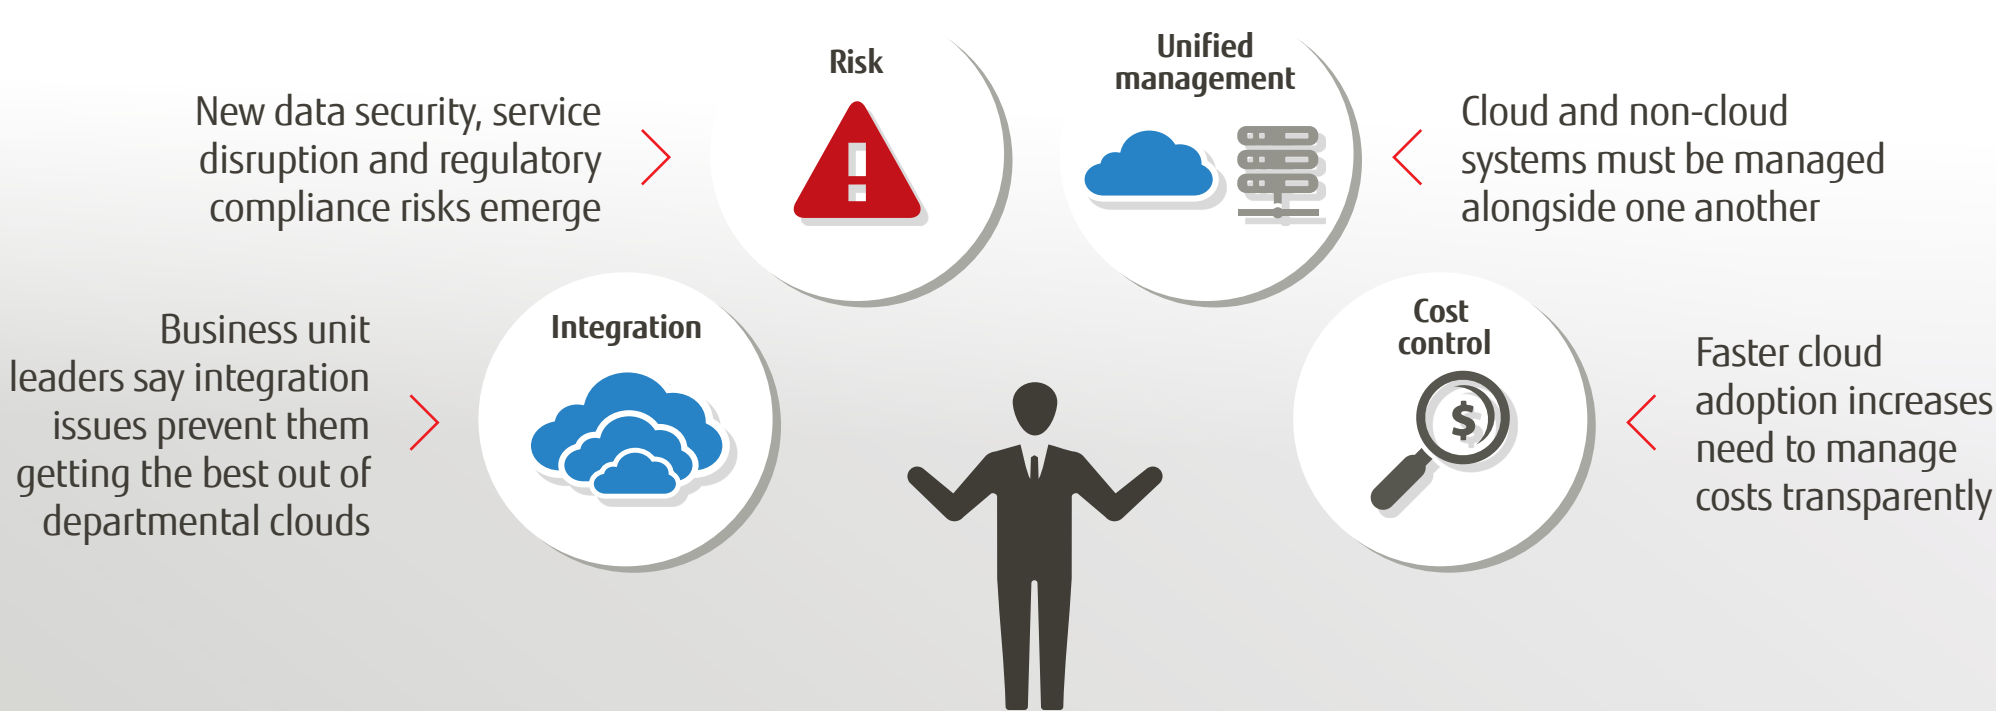 Risk
New data security, service
disruption and regulatory
compliance risks emerge
Unified
management
Cloud and non-cloud
systems must be managed
alongside one another
Integration
Business unit
leaders say integration
issues prevent them
getting the best out of
departmental clouds
Cost
control
$
Faster cloud
adoption increases
need to manage
costs transparently